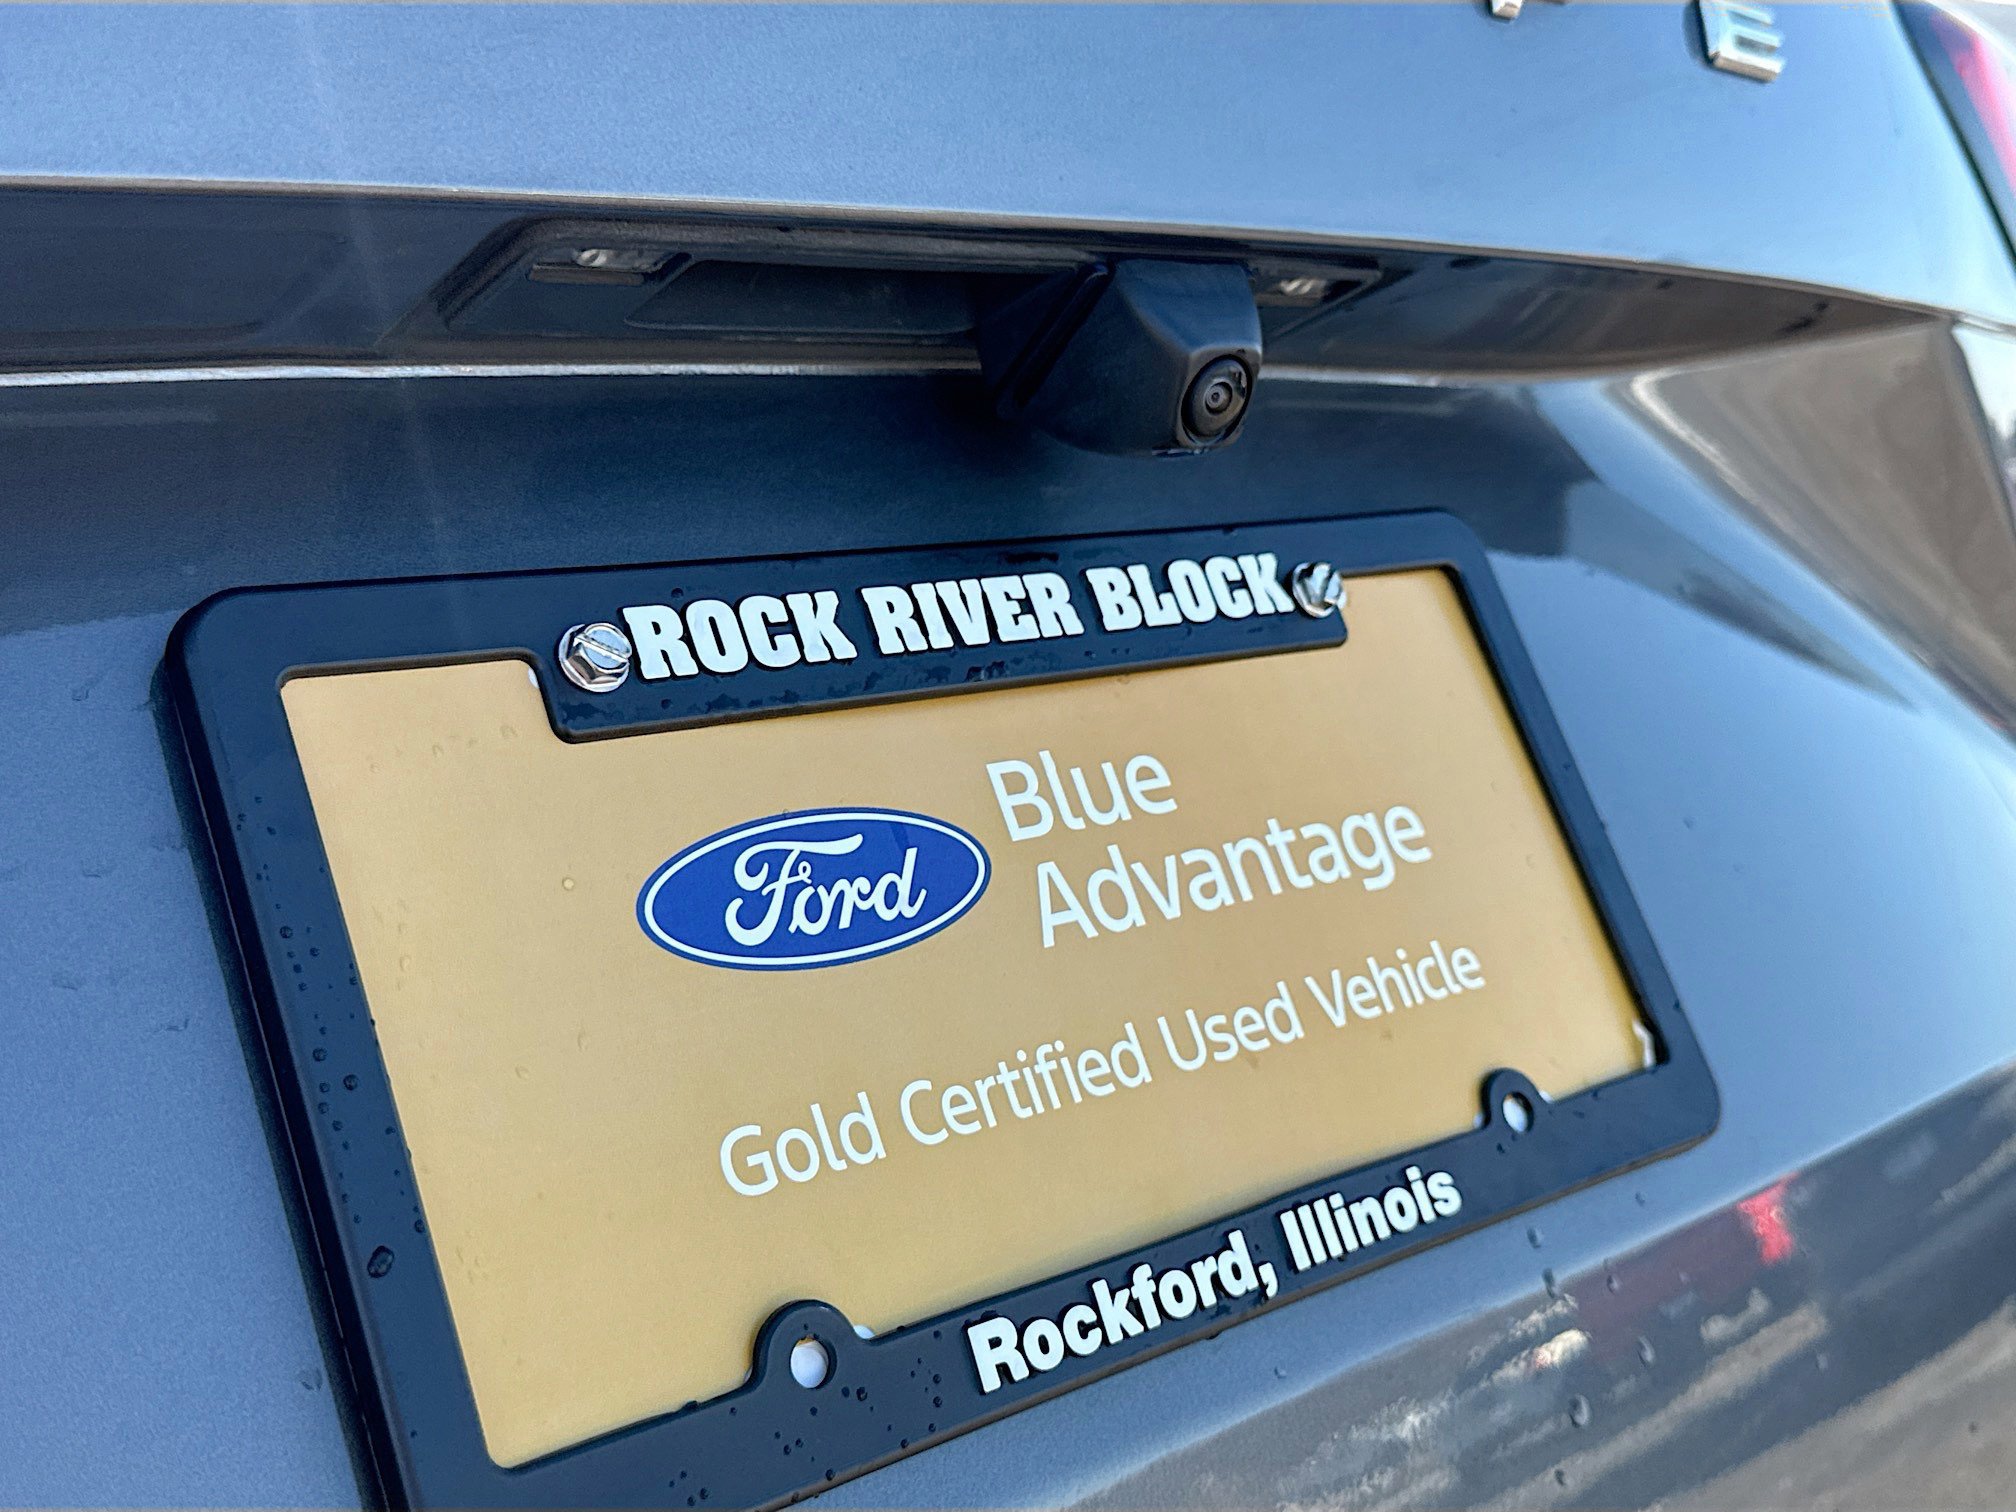 E
ROCK RIVER BLOCK
Ford
Blue
Advantage
Gold Certified Used Vehicle
Rockford, Illinois